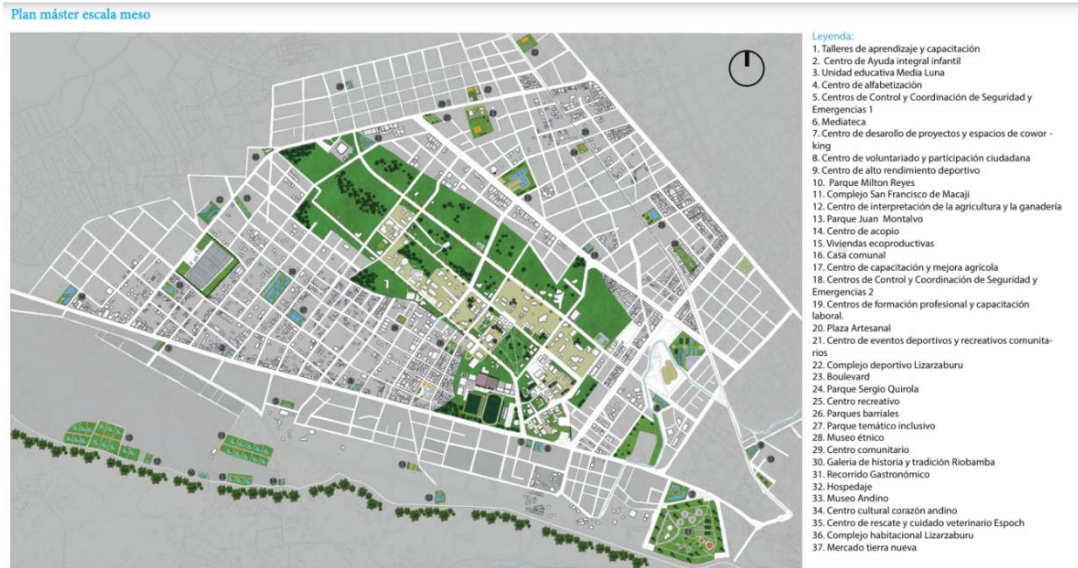 Plan máster escala meso
Leyenda:
1. Talleres de aprendizaje y capacitación
2. Centro de Ayuda integral infantil
3. Unidad educativa Media Luna
4. Centro de alfabetización
5. Centros de Control y Coordinación de Seguridad y
Emergencias 1
6. Mediateca
7. Centro de desarollo de proyectos y espacios de cowor -
king
8. Centro de voluntariado y participación ciudadana
9. Centro de alto rendimiento deportivo
10. Parque Milton Reyes
11. Complejo San Francisco de Macaji
12. Centro de interpretación de la agricultura y la ganadería
13. Parque Juan Montalvo
14. Centro de acopio
15. Viviendas ecoproductivas
16. Casa comunal
17. Centro de capacitación y mejora agrícola
18. Centros de Control y Coordinación de Seguridad y
Emergencias 2
19. Centros de formación profesional y capacitación
laboral.
20. Plaza Artesanal
21. Centro de eventos deportivos y recreativos comunita-
rios
22. Complejo deportivo Lizarzaburu
23. Boulevard
24. Parque Sergio Quirola
25. Centro recreativo
26. Parques barriales
27. Parque temático inclusivo
28. Museo étnico
29. Centro comunitario
30. Galeria de historia y tradición Riobamba
31. Recorrido Gastronómico
32. Hospedaje
33. Museo Andino
34. Centro cultural corazón andino
35. Centro de rescate y cuidado veterinario Espoch
36. Complejo habitacional Lizarzaburu
37. Mercado tierra nueva